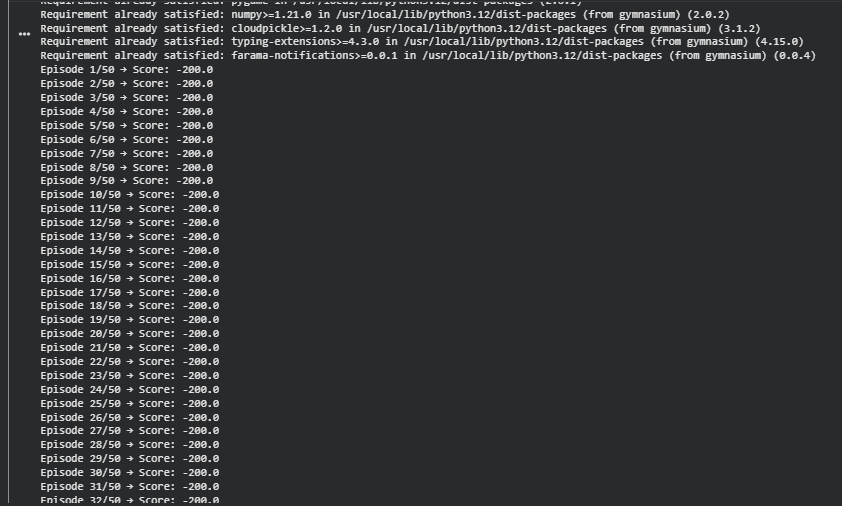 Requirement already satisfied: pygame in /usr/local/lib/python3.12/dist-packages (2.6.1)
Requirement already satisfied: numpy>=1.21.0 in /usr/local/lib/python3.12/dist-packages (from gymnasium) (2.0.2)
Requirement already satisfied: cloudpickle>=1.2.0 in /usr/local/lib/python3.12/dist-packages (from gymnasium) (3.1.2)
Requirement already satisfied: typing-extensions>=4.3.0 in /usr/local/lib/python3.12/dist-packages (from gymnasium) (4.15.0)
Requirement already satisfied: farama-notifications>=0.0.1 in /usr/local/lib/python3.12/dist-packages (from gymnasium) (0.0.4)
Episode 1/50 → Score: -200.0
Episode 2/50 → Score: -200.0
Episode 3/50 → Score: -200.0
Episode 4/50 → Score: -200.0
Episode 5/50 → Score: -200.0
Episode 6/50 → Score: -200.0
Episode 7/50 → Score: -200.0
Episode 8/50 → Score: -200.0
Episode 9/50 → Score: -200.0
Episode 10/50 → Score: -200.0
Episode 11/50 → Score: -200.0
Episode 12/50 → Score: -200.0
Episode 13/50 → Score: -200.0
Episode 14/50 → Score: -200.0
Episode 15/50 → Score: -200.0
Episode 16/50 → Score: -200.0
Episode 17/50 → Score: -200.0
Episode 18/50 → Score: -200.0
Episode 19/50 → Score: -200.0
Episode 20/50 → Score: -200.0
Episode 21/50 → Score: -200.0
Episode 22/50 → Score: -200.0
Episode 23/50 → Score: -200.0
Episode 24/50 → Score: -200.0
Episode 25/50 → Score: -200.0
Episode 26/50 → Score: -200.0
Episode 27/50 → Score: -200.0
Episode 28/50 → Score: -200.0
Episode 29/50 → Score: -200.0
Episode 30/50 → Score: -200.0
Episode 31/50 → Score: -200.0
Episode 32/50 → Score: -200.0